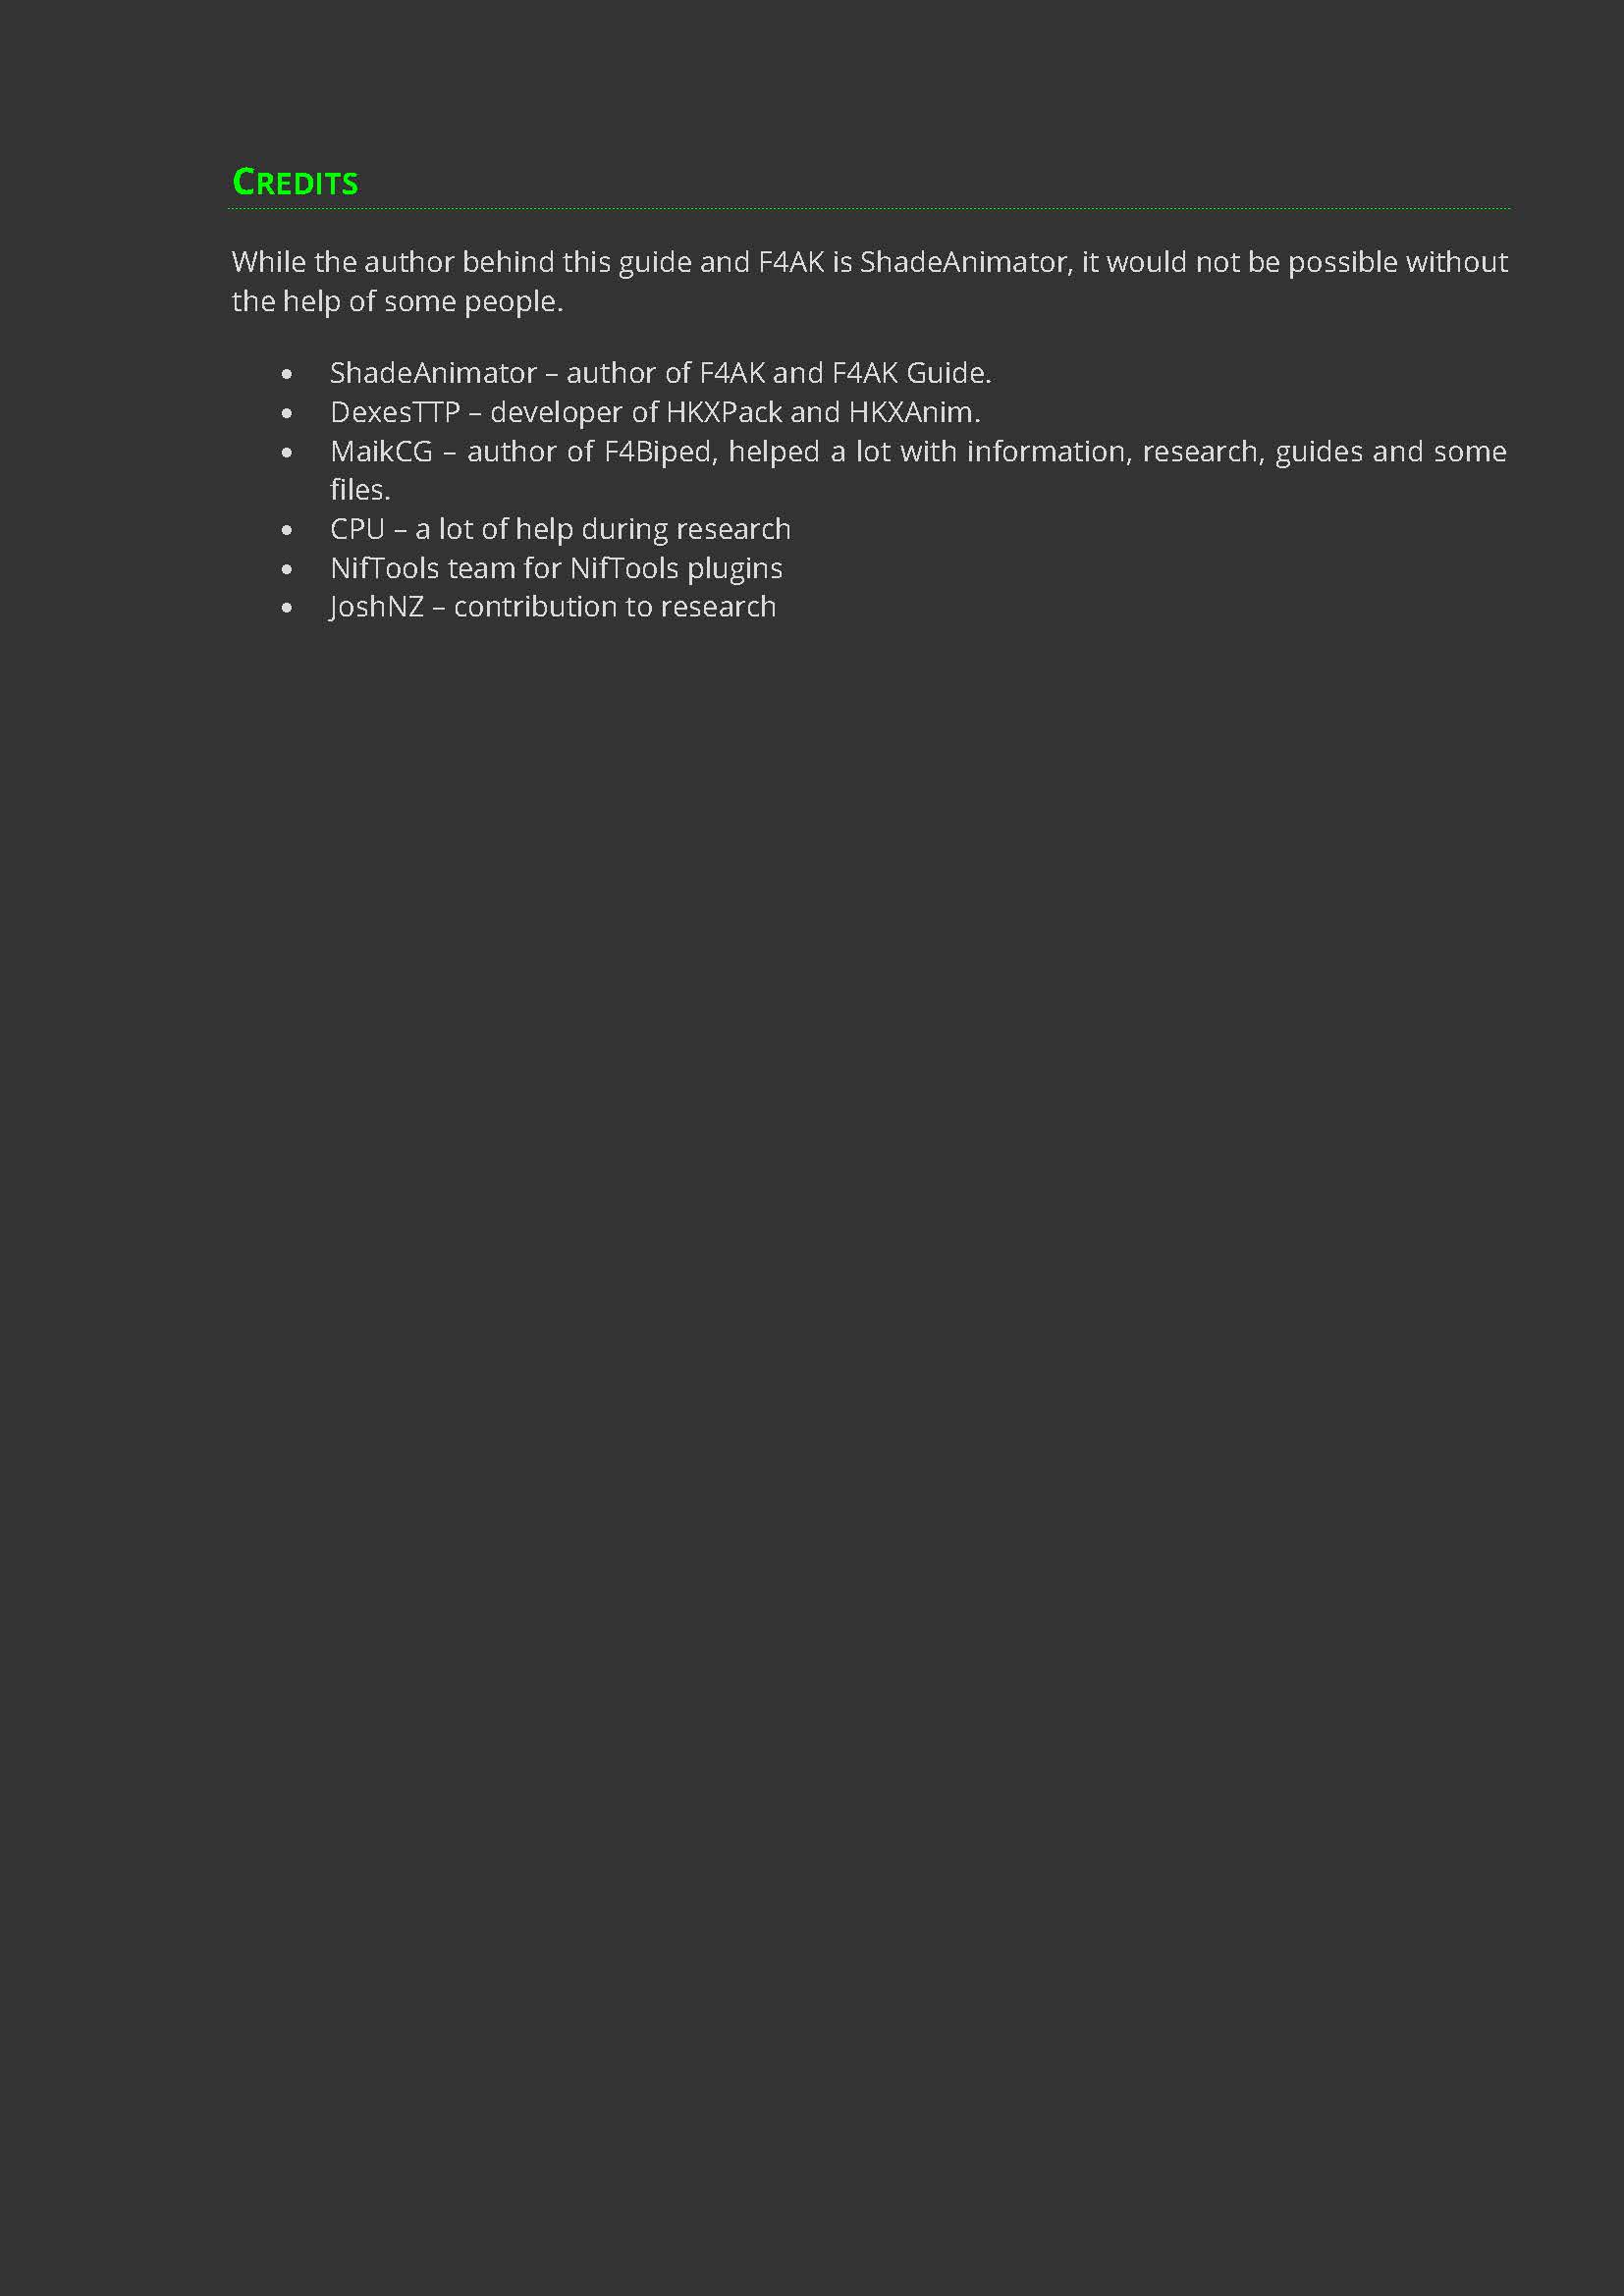 CREDITS
While the author behind this guide and F4AK is ShadeAnimator, it would not be possible without
the help of some people.
• ShadeAnimator – author of F4AK and F4AK Guide.
• DexesTTP – developer of HKXPack and HKXAnim.
• MaikCG – author of F4Biped, helped a lot with information, research, guides and some
files.
• CPU – a lot of help during research
• NifTools team for NifTools plugins
• JoshNZ – contribution to research